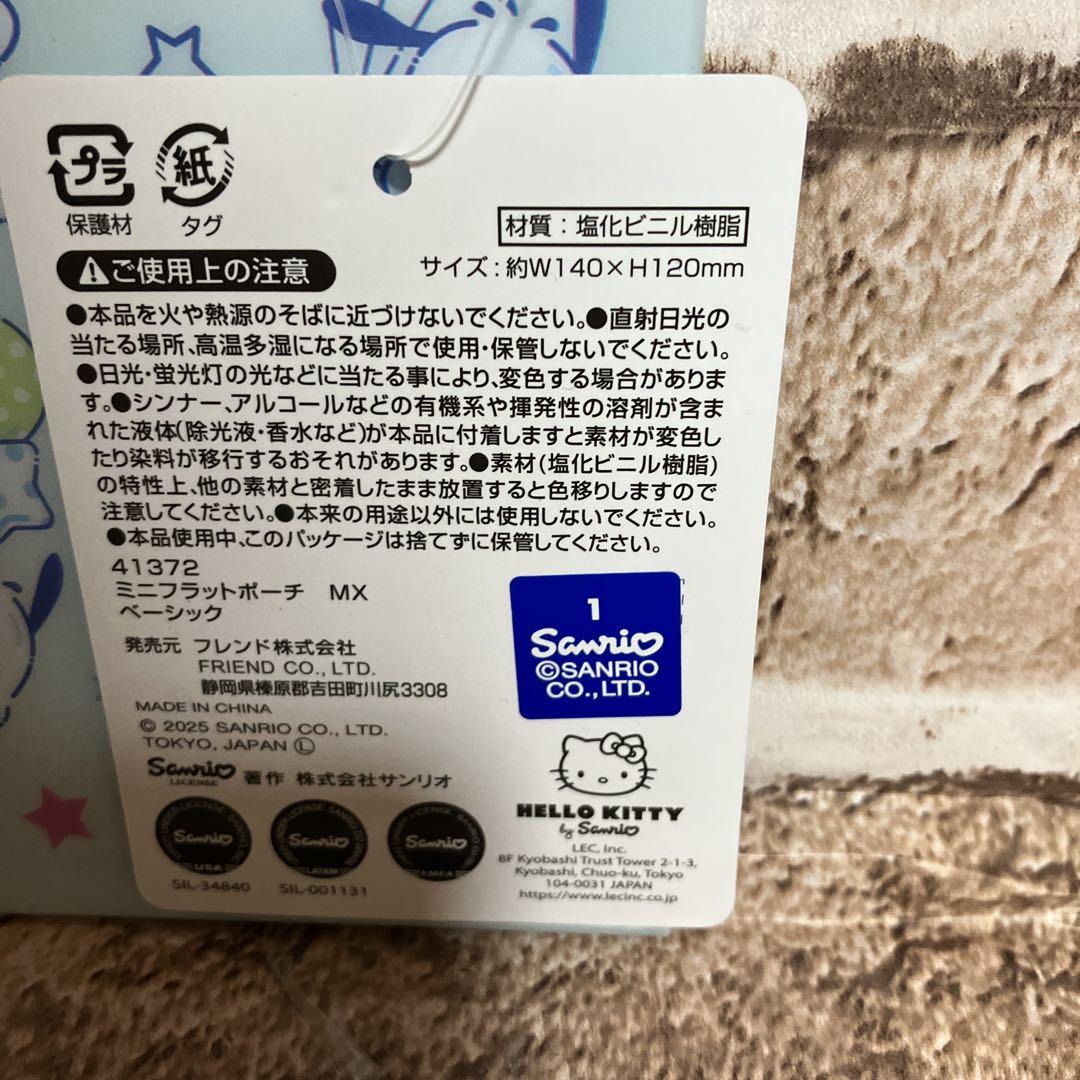 プラ
紙
保護材
タグ
材質：塩化ビニル樹脂
ご使用上の注意
サイズ：約W140×H120mm
●本品を火や熱源のそばに近づけないでください。●直射日光の
当たる場所、高温多湿になる場所で使用・保管しないでください。
●日光・蛍光灯の光などに当たる事により、変色する場合がありま
す。●シンナー、アルコールなどの有機系や揮発性の溶剤が含ま
れた液体(除光液・香水など)が本品に付着しますと素材が変色し
たり染料が移行するおそれがあります。●素材(塩化ビニル樹脂)
の特性上、他の素材と密着したまま放置すると色移りしますので
注意してください。●本来の用途以外には使用しないでください。
●本品使用中、このパッケージは捨てずに保管してください。
41372
ミニフラットポーチ　MX
ベーシック
発売元 フレンド株式会社
FRIEND CO., LTD.
静岡県榛原郡吉田町川尻3308
MADE IN CHINA
© 2025 SANRIO CO., LTD.
TOKYO, JAPAN Ⓛ
Sanrio
LICENSE
著作 株式会社サンリオ
Sanrio
USA
SIL-34840
Sanrio
LATAM
SIL-001131
Sanrio
EMEA
1
Sanrio
©SANRIO
CO.,LTD.
HELLO KITTY
by Sanrio
LEC, Inc.
8F Kyobashi Trust Tower 2-1-3,
Kyobashi, Chuo-ku, Tokyo
104-0031 JAPAN
https://www.lecinc.co.jp